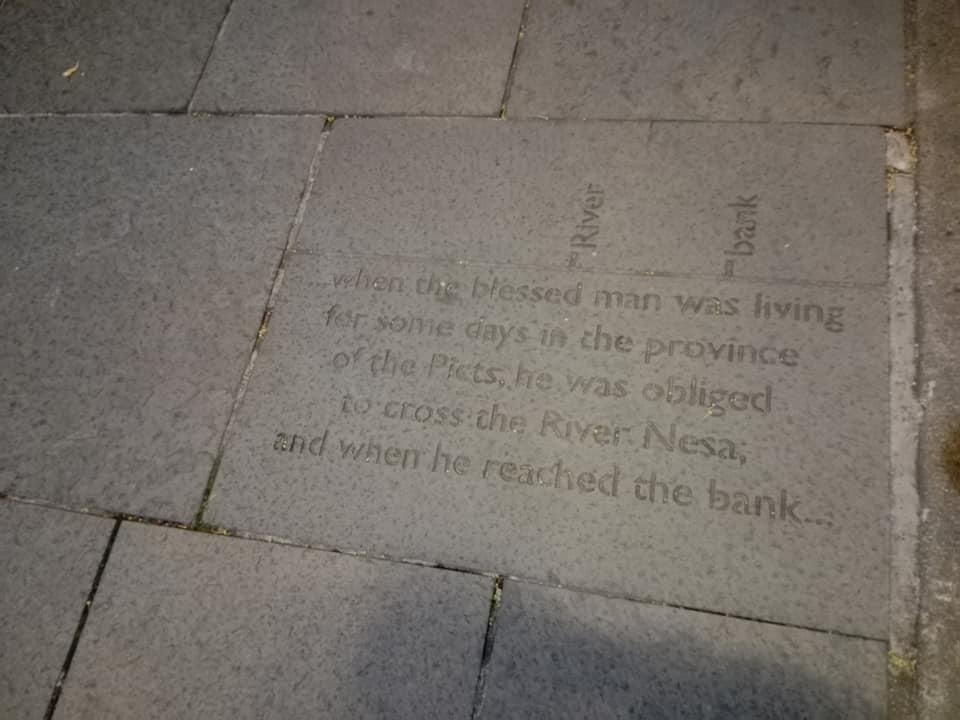 River
bank
...when the blessed man was living
for some days in the province
of the Picts, he was obliged
to cross the River Nesa;
and when he reached the bank...